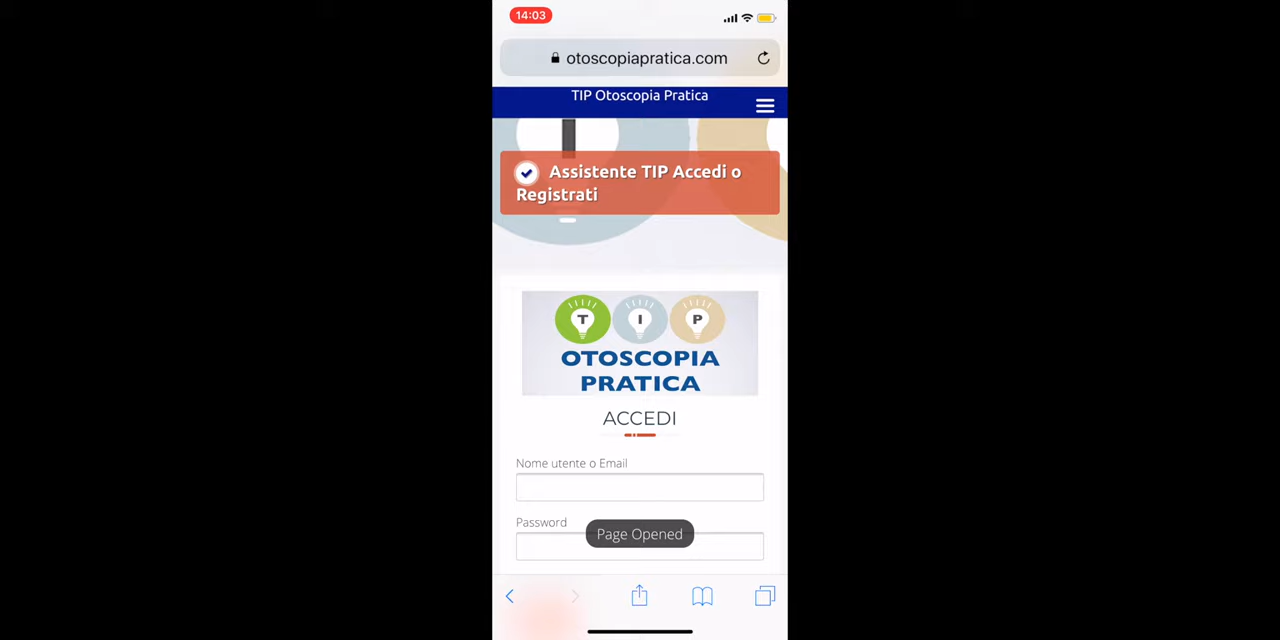 14:03
otoscopiapratica.com
TIP Otoscopia Pratica
I
Assistente TIP Accedi o
Registrati
T I P
OTOSCOPIA
PRATICA
ACCEDI
Nome utente o Email
Password
Page Opened